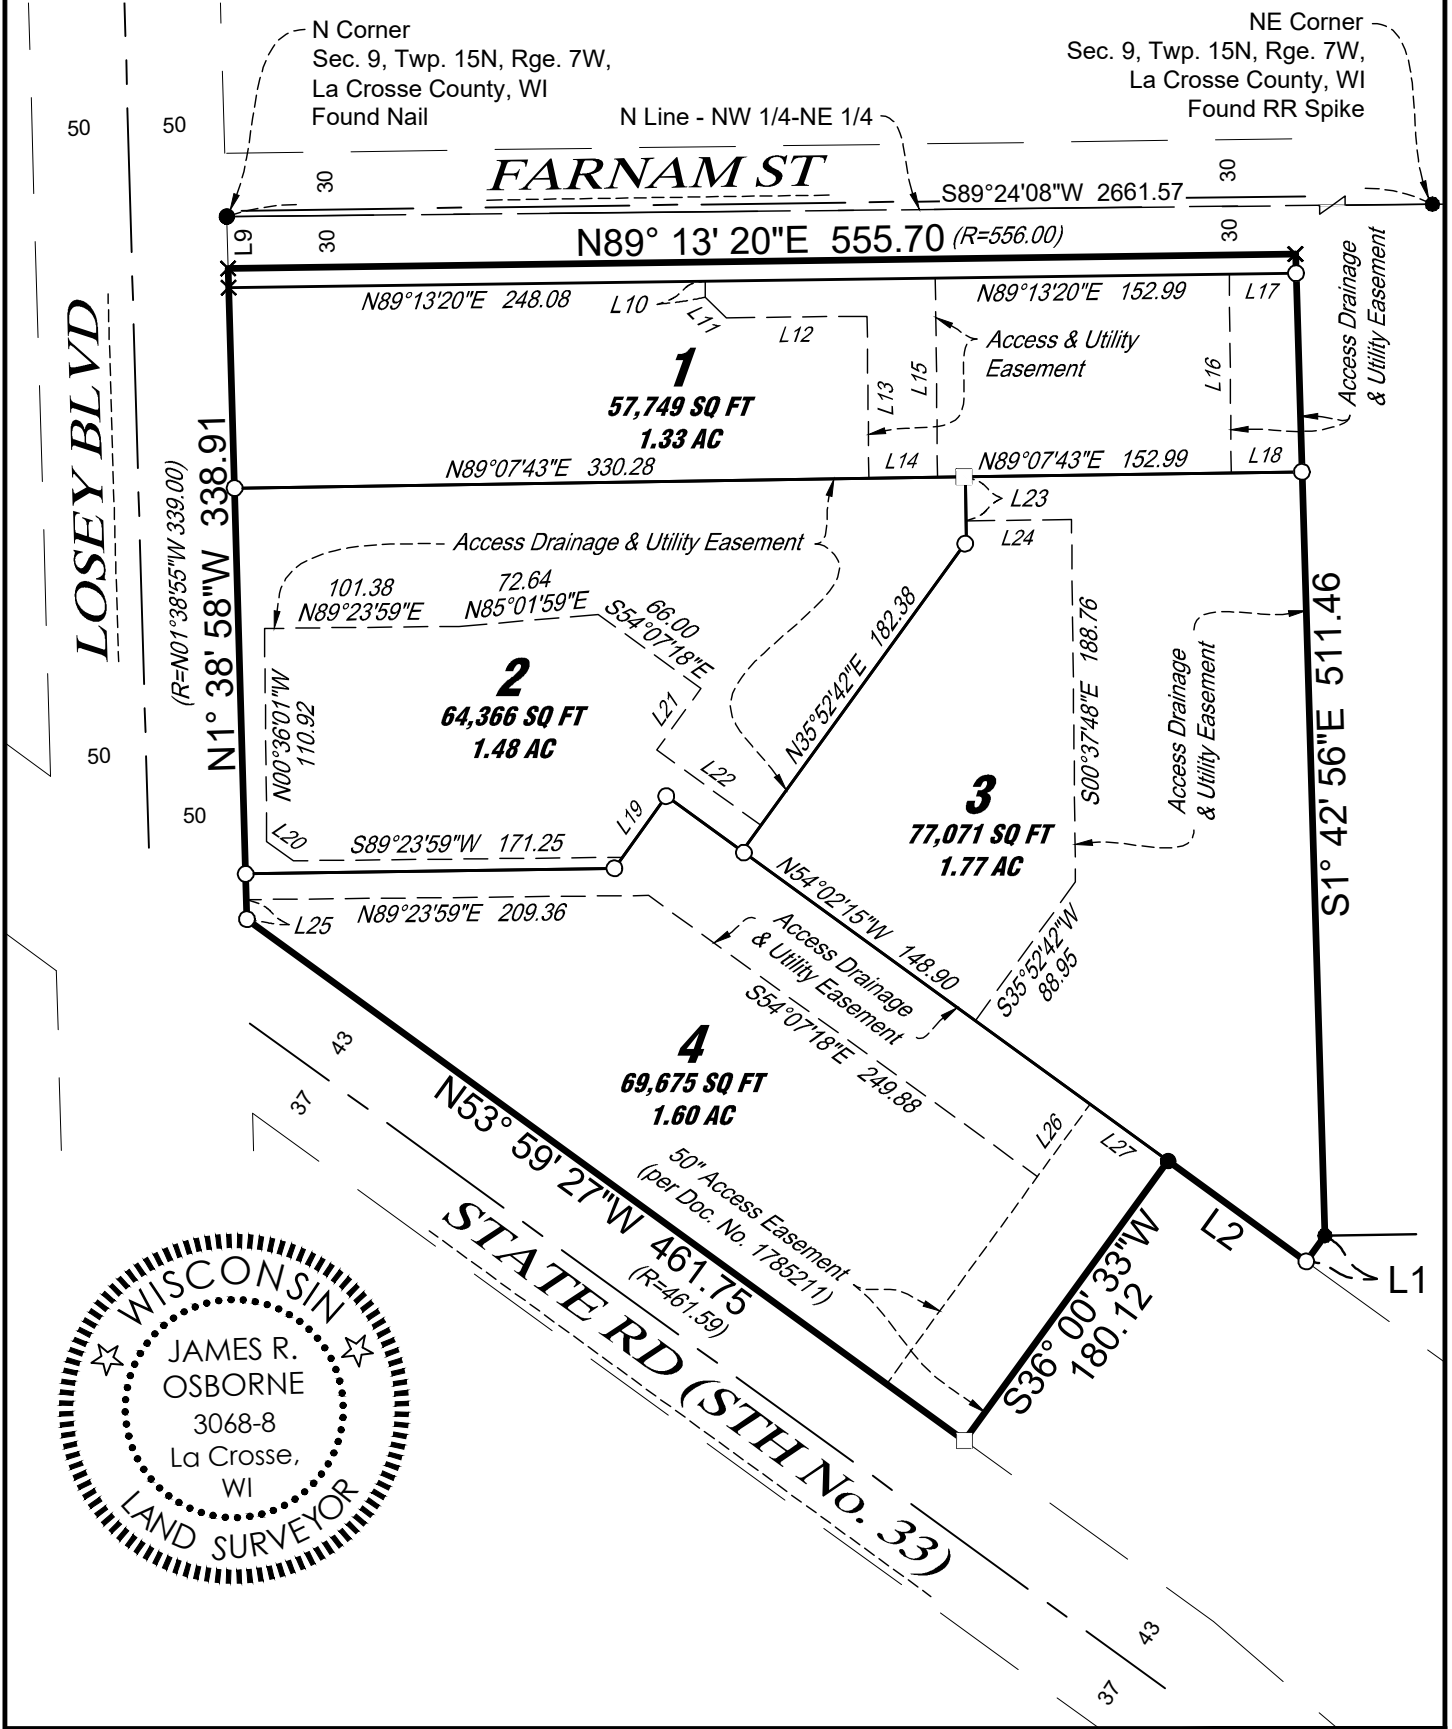 N Corner
Sec. 9, Twp. 15N, Rge. 7W,
La Crosse County, WI
Found Nail
NE Corner
Sec. 9, Twp. 15N, Rge. 7W,
La Crosse County, WI
Found RR Spike
N Line - NW 1/4-NE 1/4
50
50
30
FARNAM ST
30
S89°24'08"W 2661.57
L9
30
N89° 13' 20"E 555.70 (R=556.00)
30
N89°13'20"E 248.08
L10
L11
L12
N89°13'20"E 152.99
L17
Access Drainage
& Utility Easement
Access & Utility
Easement
1
57,749 SQ FT
1.33 AC
L13
L15
L16
LOSEY BLVD
(R=N01°38'55"W 339.00)
N1° 38' 58"W 338.91
N89°07'43"E 330.28
L14
N89°07'43"E 152.99
L18
L23
L24
Access Drainage & Utility Easement
101.38
N89°23'59"E
72.64
N85°01'59"E
66.00
S54°07'18"E
N35°52'42"E 182.38
S00°37'48"E 188.76
Access Drainage
& Utility Easement
S1° 42' 56"E 511.46
2
64,366 SQ FT
1.48 AC
N00°36'01"W
110.92
L21
L22
50
50
L20
S89°23'59"W 171.25
L19
3
77,071 SQ FT
1.77 AC
N89°23'59"E 209.36
L25
N54°02'15"W 148.90
Access Drainage
& Utility Easement
S35°52'42"W
88.95
S54°07'18"E 249.88
4
69,675 SQ FT
1.60 AC
43
37
L26
L27
N53° 59' 27"W 461.75
(R=461.59)
50" Access Easement
(per Doc. No. 1785211)
S36° 00' 33"W
180.12
L2
L1
STATE RD (STH No. 33)
WISCONSIN
JAMES R.
OSBORNE
3068-8
La Crosse,
WI
LAND SURVEYOR
43
37